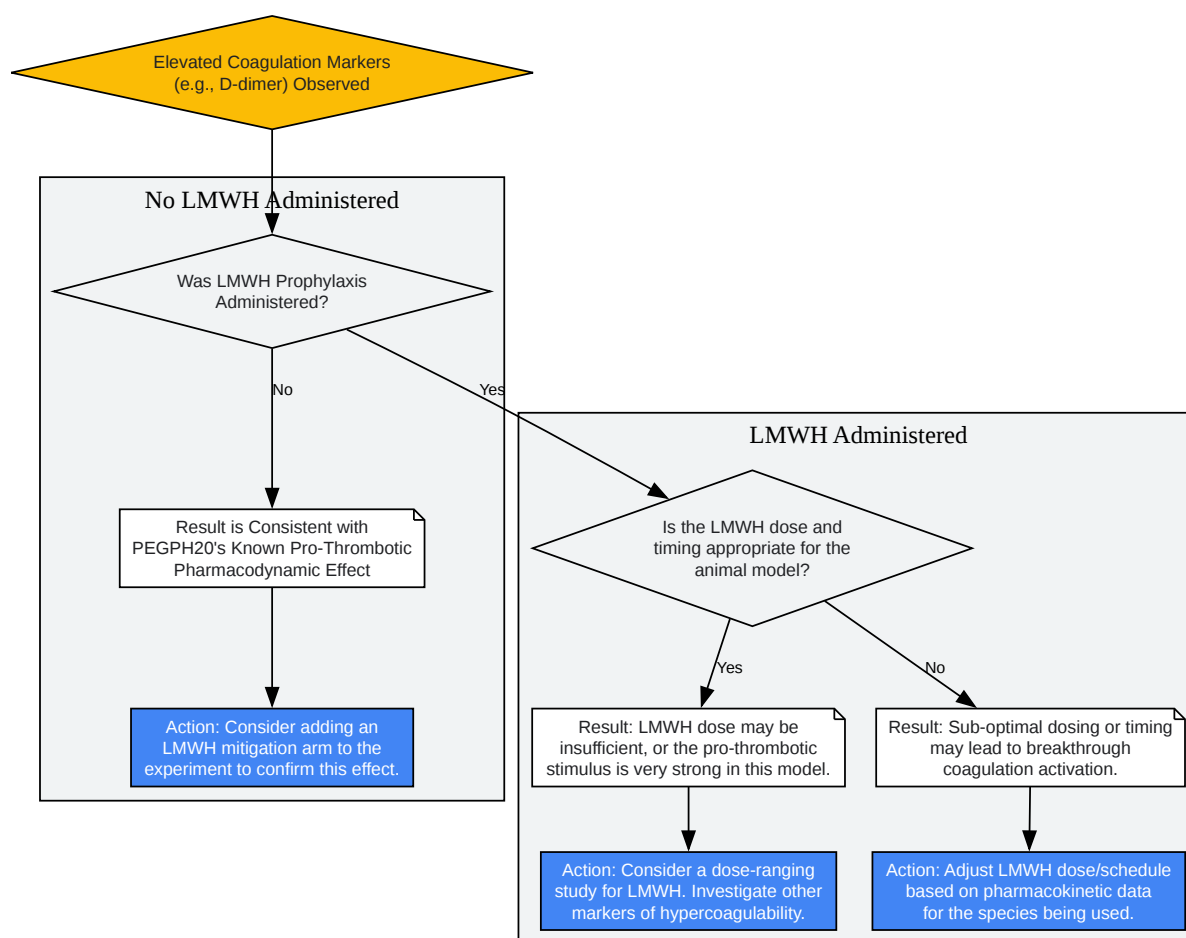 Elevated Coagulation Markers
(e.g., D-dimer) Observed
No LMWH Administered
Was LMWH Prophylaxis
Administered?
No
Yes
Result is Consistent with
PEGPH20's Known Pro-Thrombotic
Pharmacodynamic Effect
Action: Consider adding an
LMWH mitigation arm to the
experiment to confirm this effect.
LMWH Administered
Is the LMWH dose and
timing appropriate for the
animal model?
Yes
No
Result: LMWH dose may be
insufficient, or the pro-thrombotic
stimulus is very strong in this model.
Result: Sub-optimal dosing or timing
may lead to breakthrough
coagulation activation.
Action: Consider a dose-ranging
study for LMWH. Investigate other
markers of hypercoagulability.
Action: Adjust LMWH dose/schedule
based on pharmacokinetic data
for the species being used.